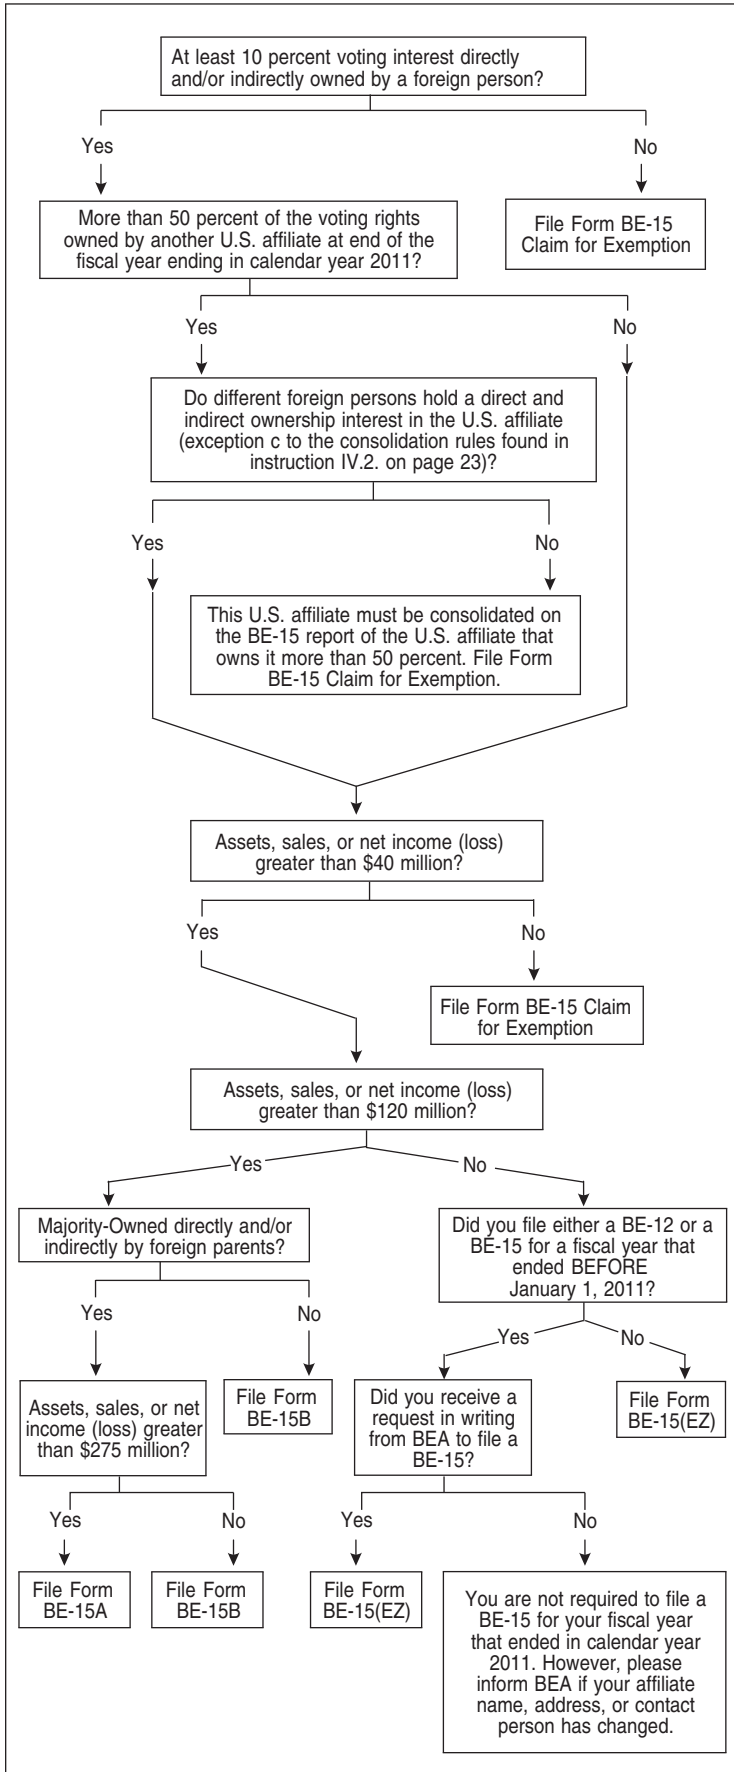 At least 10 percent voting interest directly
and/or indirectly owned by a foreign person?
Yes
No
More than 50 percent of the voting rights
owned by another U.S. affiliate at end of the
fiscal year ending in calendar year 2011?
File Form BE-15
Claim for Exemption
Yes
No
Do different foreign persons hold a direct and
indirect ownership interest in the U.S. affiliate
(exception c to the consolidation rules found in
instruction IV.2. on page 23)?
Yes
No
This U.S. affiliate must be consolidated on
the BE-15 report of the U.S. affiliate that
owns it more than 50 percent. File Form
BE-15 Claim for Exemption.
Assets, sales, or net income (loss)
greater than $40 million?
Yes
No
File Form BE-15 Claim
for Exemption
Assets, sales, or net income (loss)
greater than $120 million?
Yes
No
Majority-Owned directly and/or
indirectly by foreign parents?
Did you file either a BE-12 or a
BE-15 for a fiscal year that
ended BEFORE
January 1, 2011?
Yes
No
Yes
No
Assets, sales, or net
income (loss) greater
than $275 million?
File Form
BE-15B
Did you receive a
request in writing
from BEA to file a
BE-15?
File Form
BE-15(EZ)
Yes
No
Yes
No
File Form
BE-15A
File Form
BE-15B
File Form
BE-15(EZ)
You are not required to file a
BE-15 for your fiscal year
that ended in calendar year
2011. However, please
inform BEA if your affiliate
name, address, or contact
person has changed.